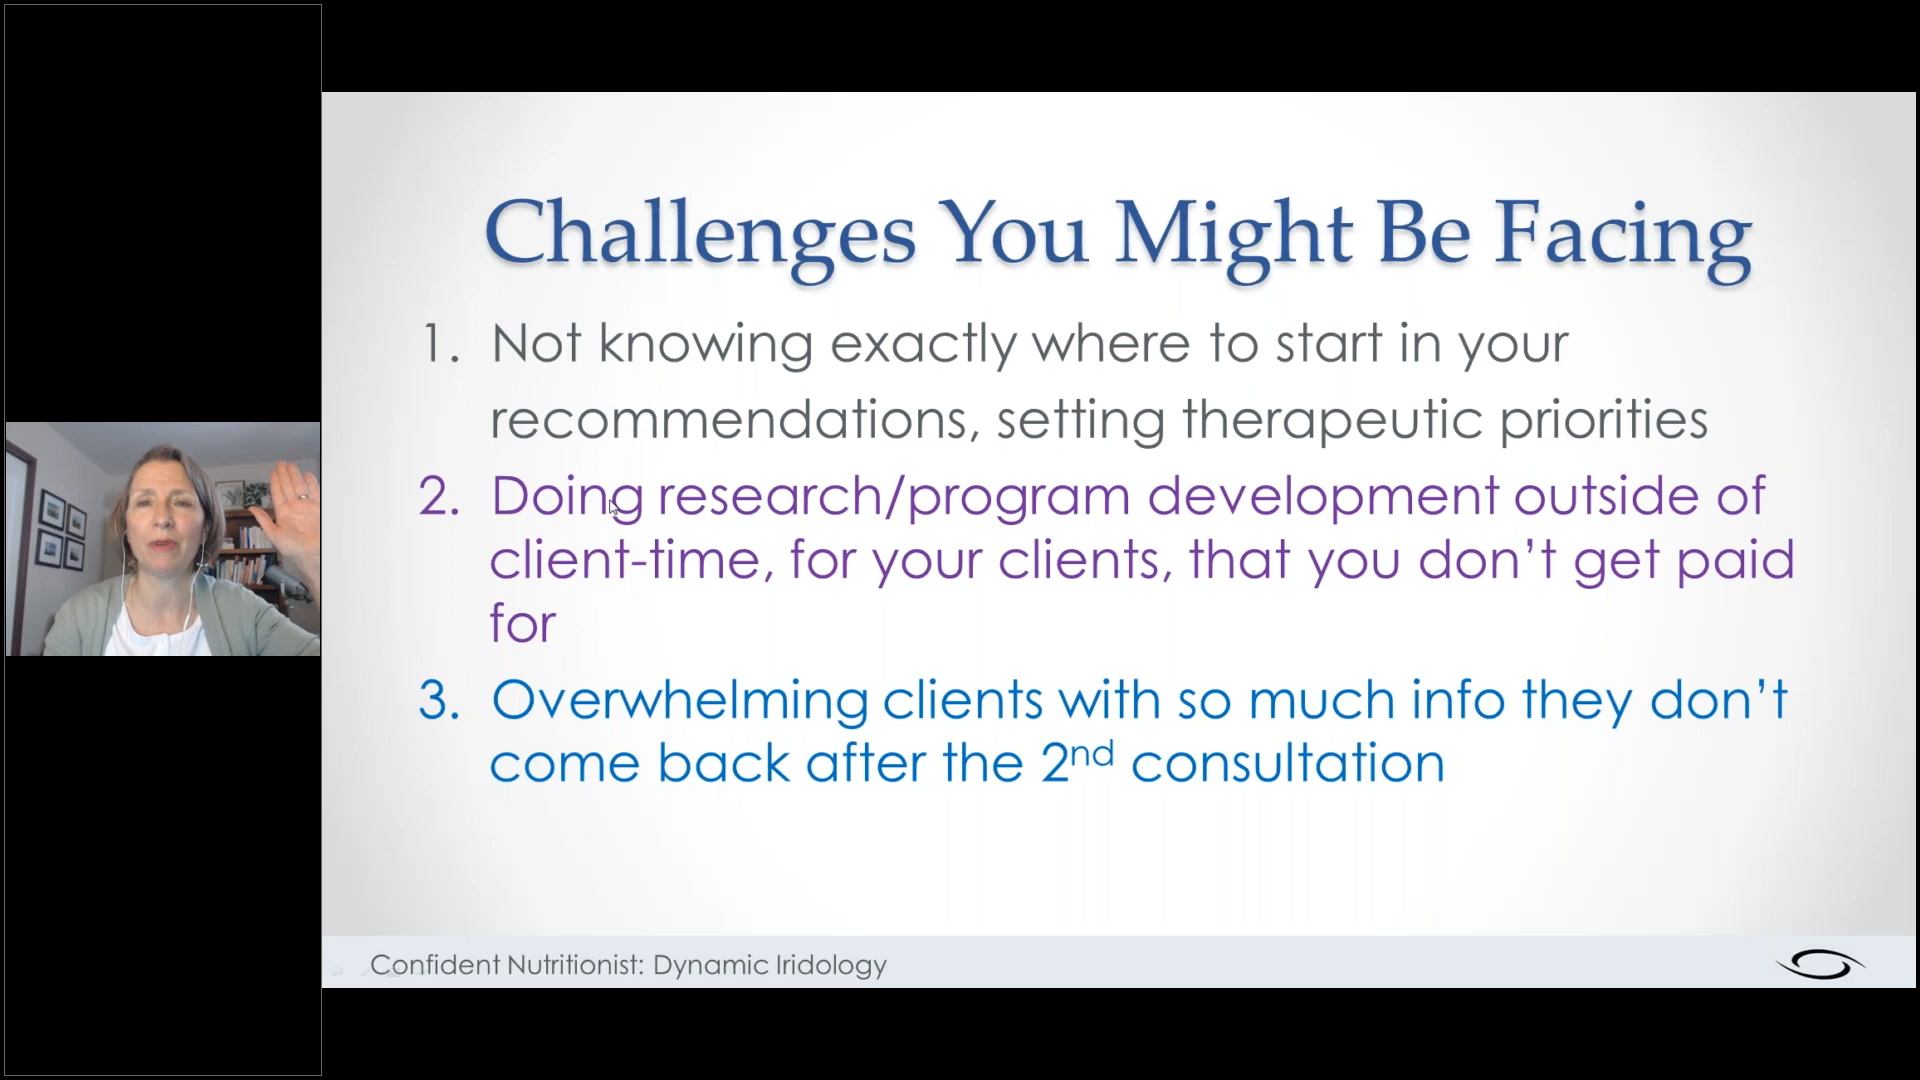 Challenges You Might Be Facing
1. Not knowing exactly where to start in your
recommendations, setting therapeutic priorities
2. Doing research/program development outside of
client-time, for your clients, that you don’t get paid
for
3. Overwhelming clients with so much info they don’t
come back after the 2nd consultation
Confident Nutritionist: Dynamic Iridology